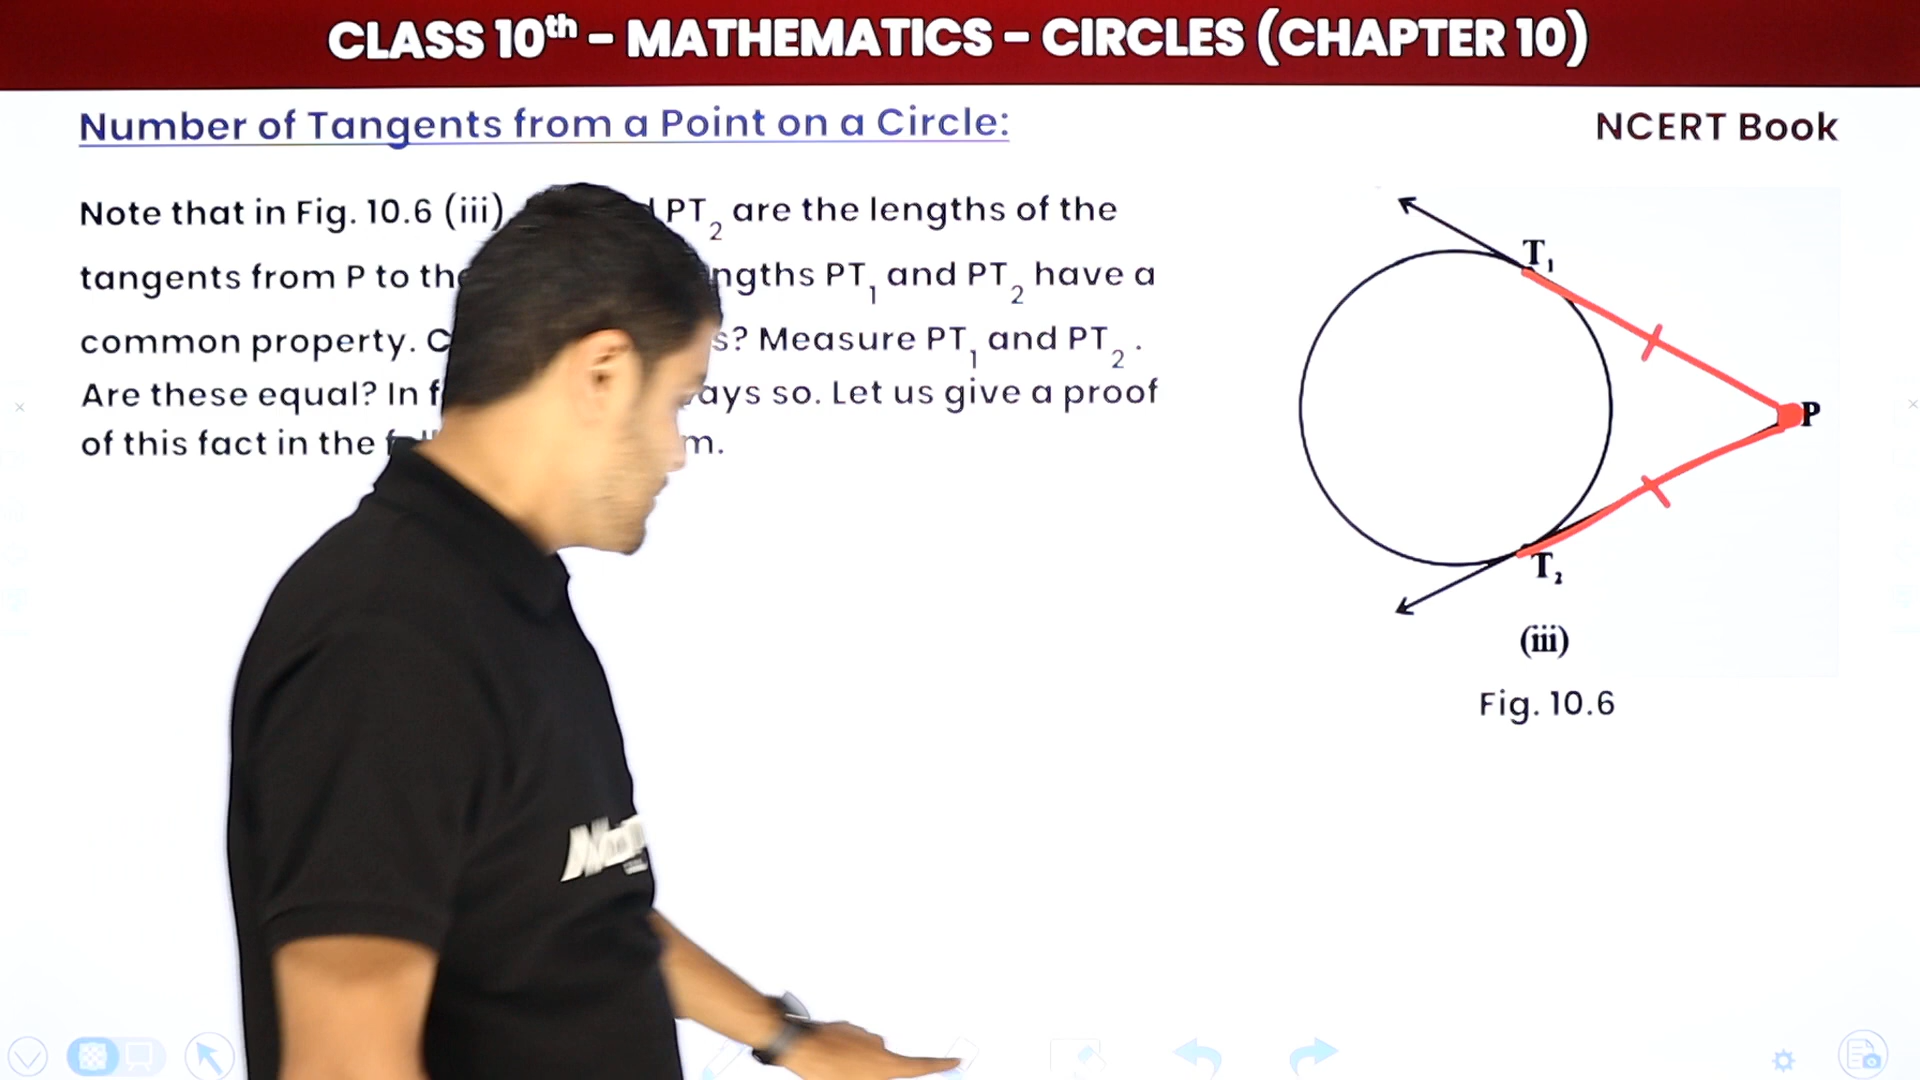 CLASS 10th - MATHEMATICS - CIRCLES (CHAPTER 10)
Number of Tangents from a Point on a Circle:
NCERT Book
Note that in Fig. 10.6 (iii) PT2 are the lengths of the
tangents from P to PT1 and PT2 have a
common property. Measure PT1 and PT2 .
Are these equal? In so. Let us give a proof
of this fact in the
T1
P
T2
(iii)
Fig. 10.6